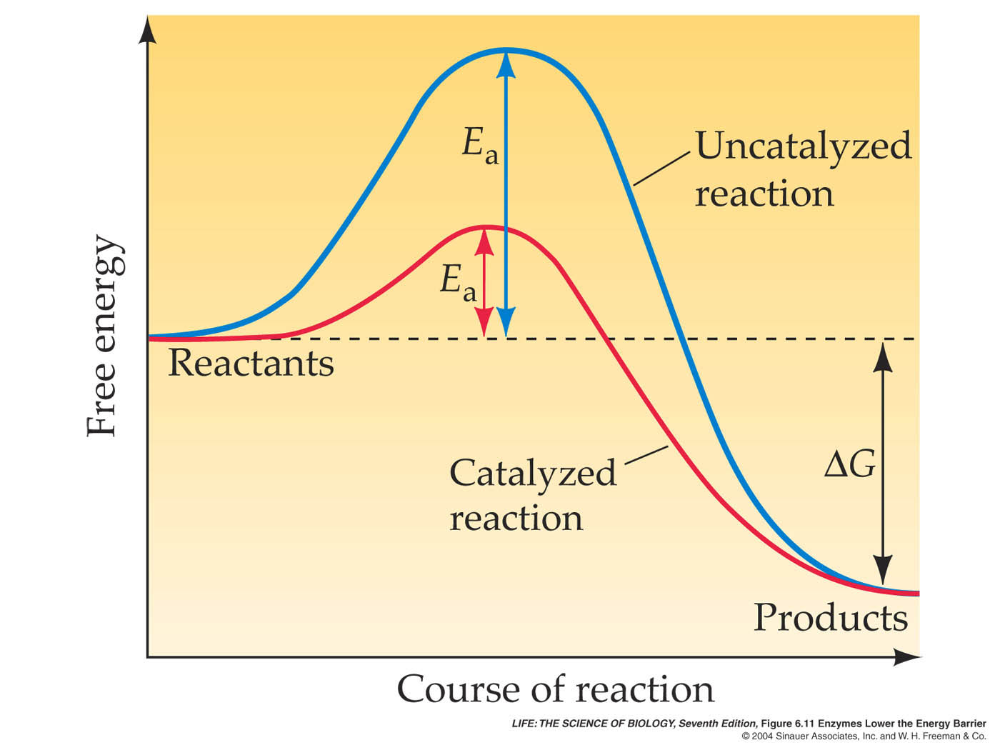 Uncatalyzed
reaction
Ea
Ea
Free energy
Reactants
ΔG
Catalyzed
reaction
Products
Course of reaction
LIFE: THE SCIENCE OF BIOLOGY, Seventh Edition, Figure 6.11 Enzymes Lower the Energy Barrier
© 2004 Sinauer Associates, Inc. and W. H. Freeman & Co.